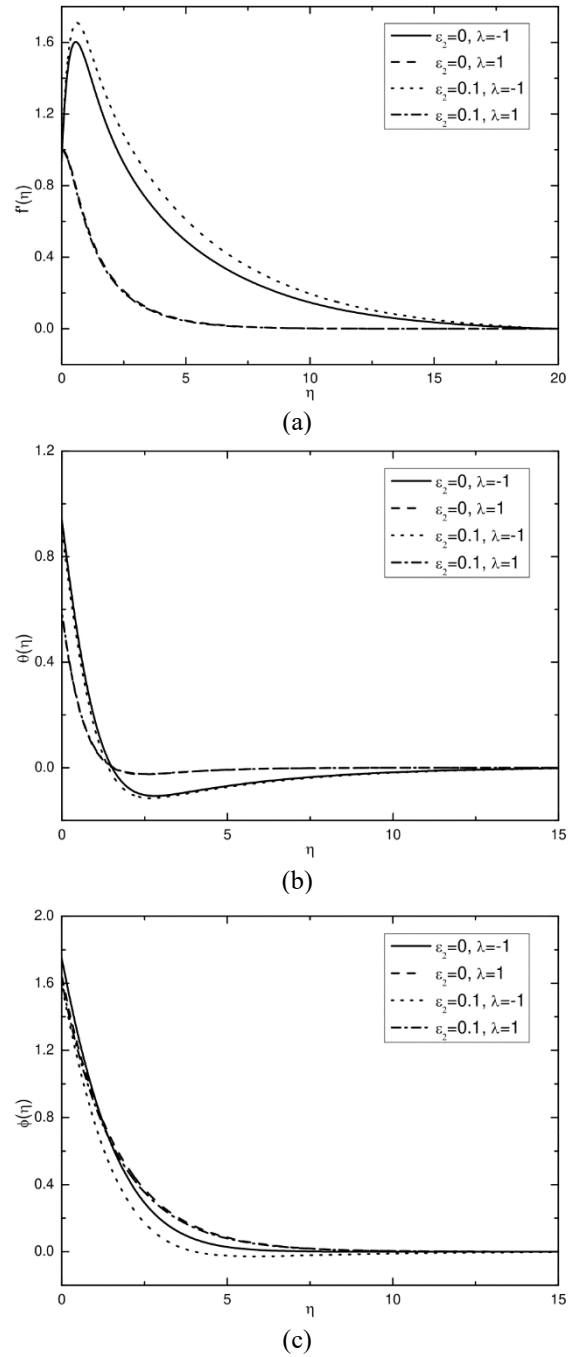 1.6
1.2
0.8
0.4
0.0
f'(η)
ε₂=0, λ=-1
ε₂=0, λ=1
ε₂=0.1, λ=-1
ε₂=0.1, λ=1
0 5 10 15 20
η
(a)
1.2
0.8
0.4
0.0
θ(η)
ε₂=0, λ=-1
ε₂=0, λ=1
ε₂=0.1, λ=-1
ε₂=0.1, λ=1
0 5 10 15
η
(b)
2.0
1.6
1.2
0.8
0.4
0.0
ϕ(η)
ε₂=0, λ=-1
ε₂=0, λ=1
ε₂=0.1, λ=-1
ε₂=0.1, λ=1
0 5 10 15
η
(c)